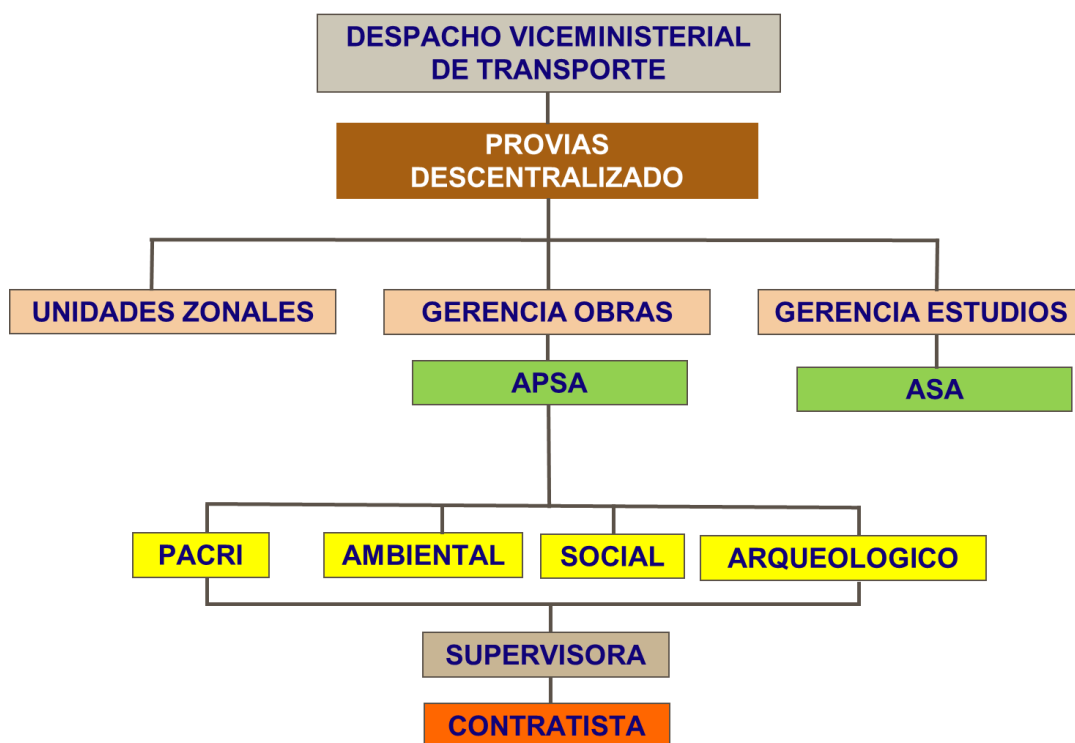 DESPACHO VICEMINISTERIAL
DE TRANSPORTE
PROVIAS
DESCENTRALIZADO
UNIDADES ZONALES
GERENCIA OBRAS
GERENCIA ESTUDIOS
APSA
ASA
PACRI
AMBIENTAL
SOCIAL
ARQUEOLOGICO
SUPERVISORA
CONTRATISTA